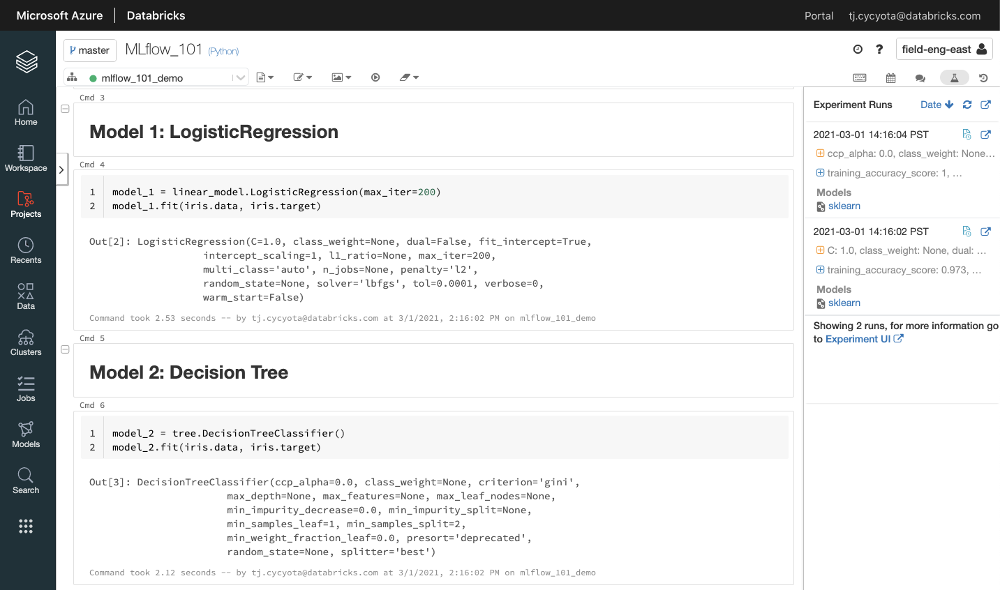 Microsoft Azure Databricks Portal tj.cycyota@databricks.com
master MLflow_101 (Python) ? field-eng-east
mlflow_101_demo
Home
Workspace
Projects
Recents
Data
Clusters
Jobs
Models
Search
Cmd 3
Model 1: LogisticRegression
Cmd 4
1 model_1 = linear_model.LogisticRegression(max_iter=200)
2 model_1.fit(iris.data, iris.target)
Out[2]: LogisticRegression(C=1.0, class_weight=None, dual=False, fit_intercept=True,
intercept_scaling=1, l1_ratio=None, max_iter=200,
multi_class='auto', n_jobs=None, penalty='l2',
random_state=None, solver='lbfgs', tol=0.0001, verbose=0,
warm_start=False)
Command took 2.53 seconds -- by tj.cycyota@databricks.com at 3/1/2021, 2:16:02 PM on mlflow_101_demo
Cmd 5
Model 2: Decision Tree
Cmd 6
1 model_2 = tree.DecisionTreeClassifier()
2 model_2.fit(iris.data, iris.target)
Out[3]: DecisionTreeClassifier(ccp_alpha=0.0, class_weight=None, criterion='gini',
max_depth=None, max_features=None, max_leaf_nodes=None,
min_impurity_decrease=0.0, min_impurity_split=None,
min_samples_leaf=1, min_samples_split=2,
min_weight_fraction_leaf=0.0, presort='deprecated',
random_state=None, splitter='best')
Command took 2.12 seconds -- by tj.cycyota@databricks.com at 3/1/2021, 2:16:02 PM on mlflow_101_demo
Experiment Runs Date
2021-03-01 14:16:04 PST
ccp_alpha: 0.0, class_weight: None...
training_accuracy_score: 1, ...
Models
sklearn
2021-03-01 14:16:02 PST
C: 1.0, class_weight: None, dual: ...
training_accuracy_score: 0.973, ...
Models
sklearn
Showing 2 runs, for more information go
to Experiment UI